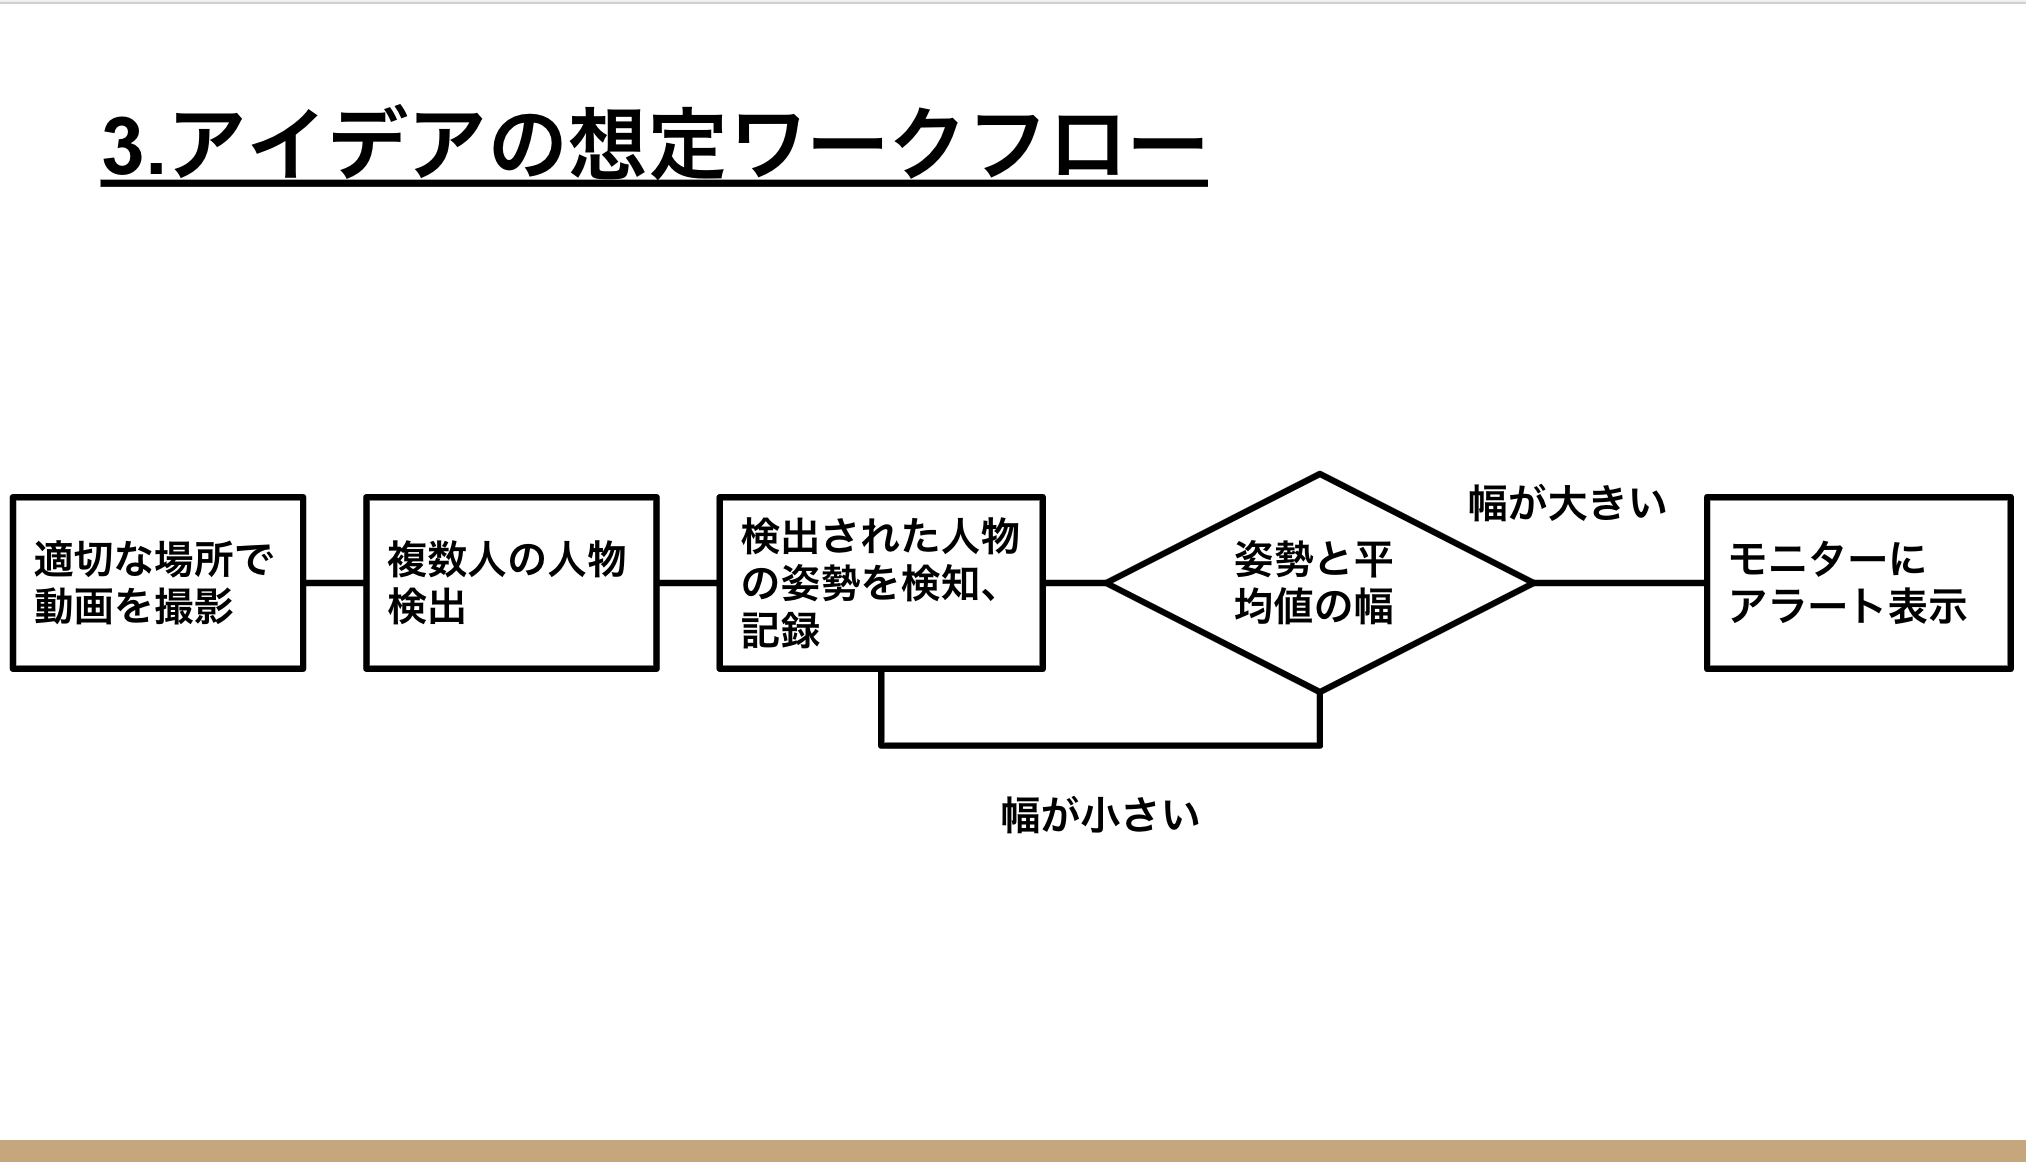 3.アイデアの想定ワークフロー
適切な場所で
動画を撮影
複数人の人物
検出
検出された人物
の姿勢を検知、
記録
姿勢と平
均値の幅
幅が大きい
モニターに
アラート表示
幅が小さい